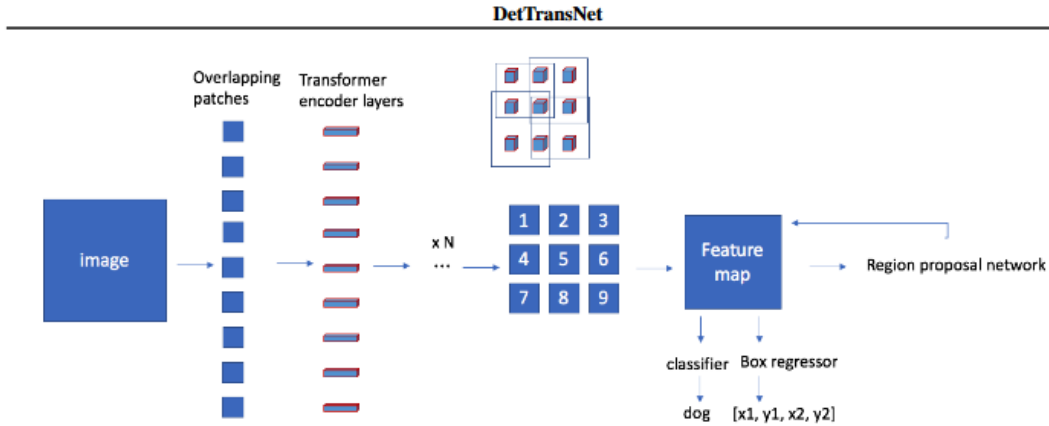 DetTransNet
Overlapping
patches
Transformer
encoder layers
image
x N
...
1 2 3
4 5 6
7 8 9
Feature
map
Region proposal network
classifier
Box regressor
dog
[x1, y1, x2, y2]